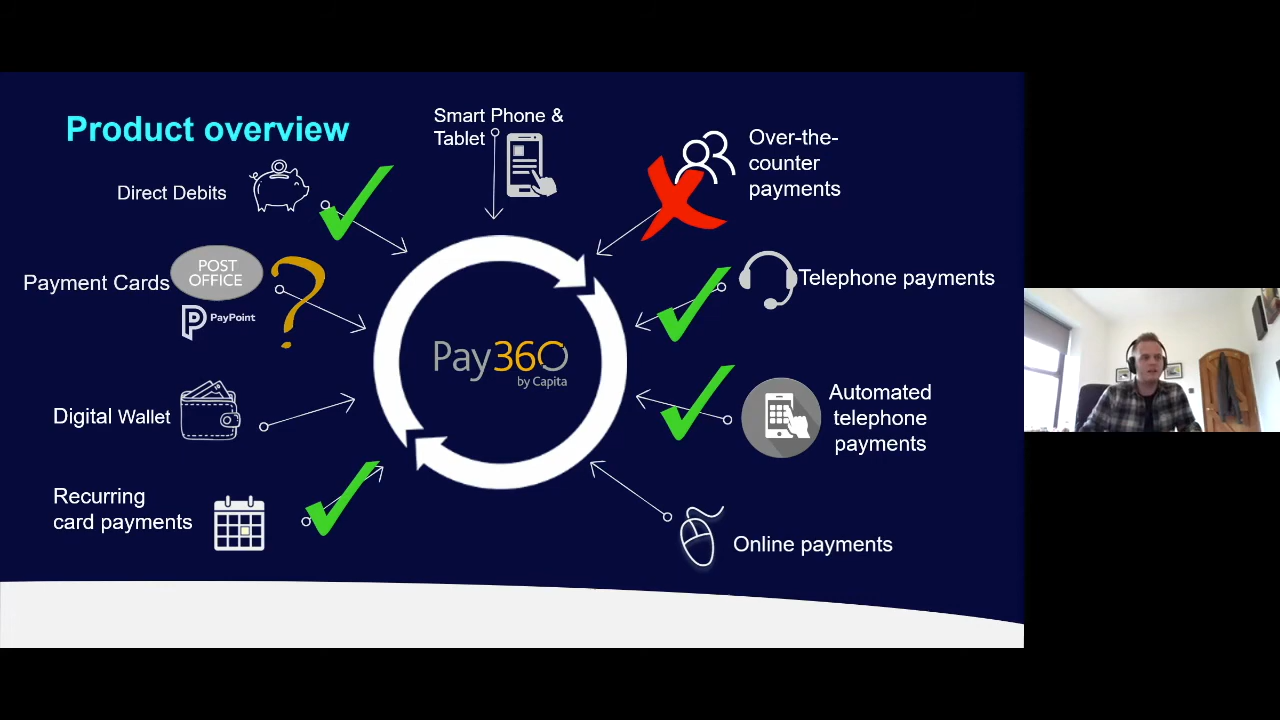 Product overview
Smart Phone &
Tablet
Over-the-
counter
payments
Direct Debits
Telephone payments
Payment Cards
POST
OFFICE
PayPoint
Pay360
by Capita
Automated
telephone
payments
Digital Wallet
Recurring
card payments
Online payments